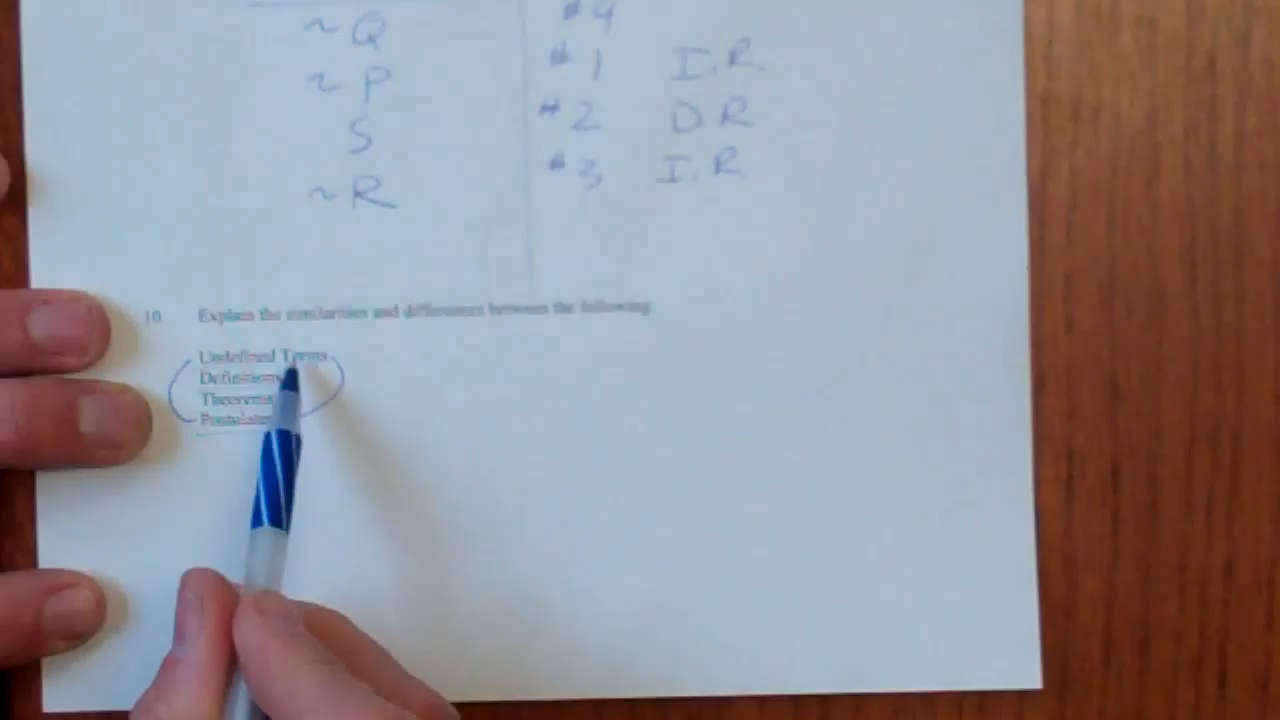 ~ Q #4
~ P #1 I.R
S #2 D.R
~ R #3 I.R
10. Explain the similarities and differences between the following:
Undefined Terms
Definitions
Theorems
Postulates